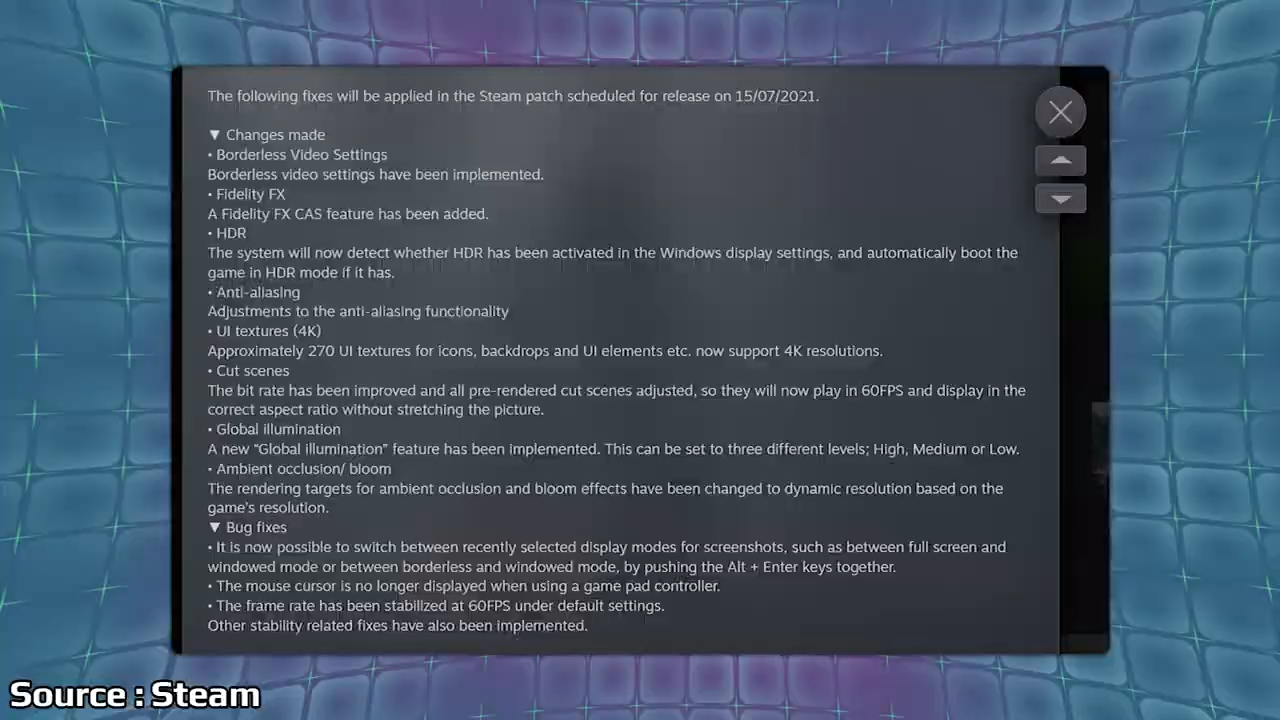 The following fixes will be applied in the Steam patch scheduled for release on 15/07/2021.
▼ Changes made
• Borderless Video Settings
Borderless video settings have been implemented.
• Fidelity FX
A Fidelity FX CAS feature has been added.
• HDR
The system will now detect whether HDR has been activated in the Windows display settings, and automatically boot the
game in HDR mode if it has.
• Anti-aliasing
Adjustments to the anti-aliasing functionality
• UI textures (4K)
Approximately 270 UI textures for icons, backdrops and UI elements etc. now support 4K resolutions.
• Cut scenes
The bit rate has been improved and all pre-rendered cut scenes adjusted, so they will now play in 60FPS and display in the
correct aspect ratio without stretching the picture.
• Global illumination
A new “Global illumination” feature has been implemented. This can be set to three different levels; High, Medium or Low.
• Ambient occlusion/ bloom
The rendering targets for ambient occlusion and bloom effects have been changed to dynamic resolution based on the
game's resolution.
▼ Bug fixes
• It is now possible to switch between recently selected display modes for screenshots, such as between full screen and
windowed mode or between borderless and windowed mode, by pushing the Alt + Enter keys together.
• The mouse cursor is no longer displayed when using a game pad controller.
• The frame rate has been stabilized at 60FPS under default settings.
Other stability related fixes have also been implemented.
Source : Steam